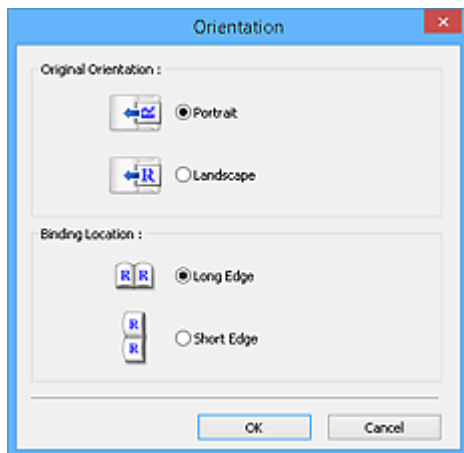 Orientation
Original Orientation :
R
Portrait
R
Landscape
Binding Location :
R R
Long Edge
R
R
Short Edge
OK Cancel